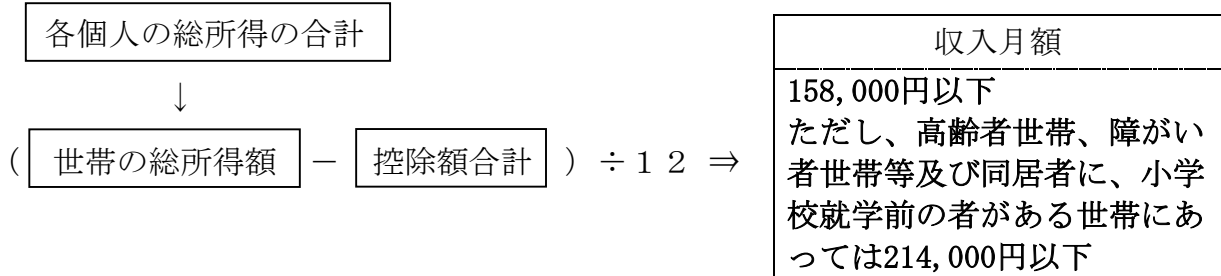 各個人の総所得の合計
↓
( 世帯の総所得額 － 控除額合計 ) ÷１２ ⇒
収入月額
158,000円以下
ただし、高齢者世帯、障がい
者世帯等及び同居者に、小学
校就学前の者がある世帯にあ
っては214,000円以下